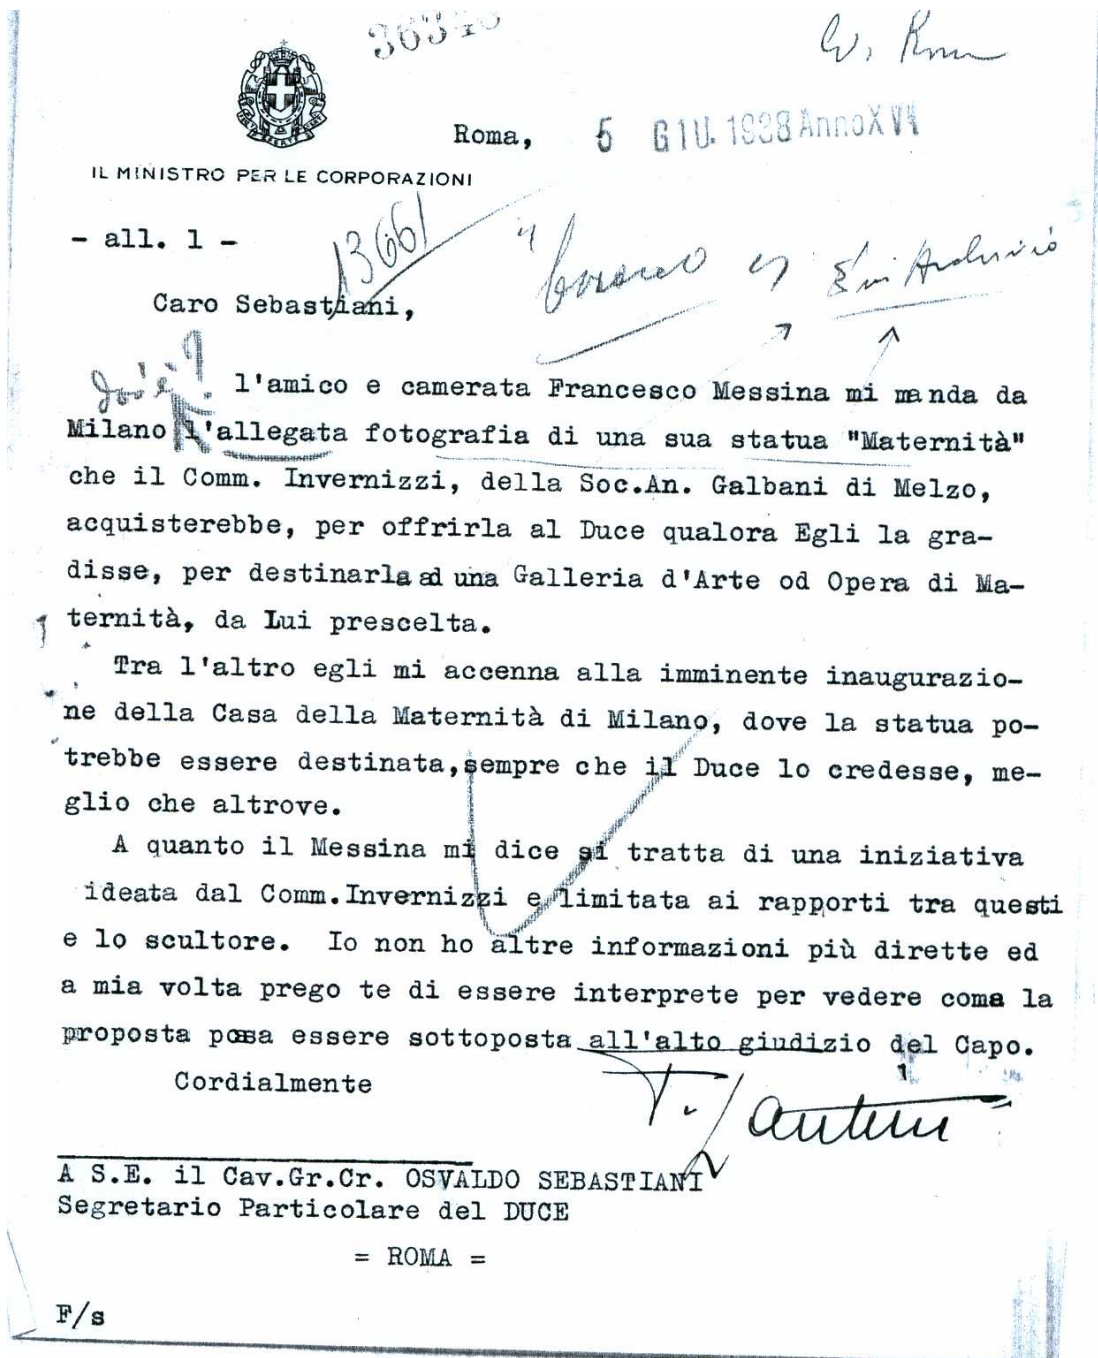 36346
Roma, 5 GIU. 1938 Anno XVI
IL MINISTRO PER LE CORPORAZIONI
- all. 1 -
13661
Caro Sebastiani,
dov'è?
l'amico e camerata Francesco Messina mi manda da
Milano l'allegata fotografia di una sua statua "Maternità"
che il Comm. Invernizzi, della Soc.An. Galbani di Melzo,
acquisterebbe, per offrirla al Duce qualora Egli la gra-
disse, per destinarla ad una Galleria d'Arte od Opera di Ma-
ternità, da Lui prescelta.
Tra l'altro egli mi accenna alla imminente inaugurazio-
ne della Casa della Maternità di Milano, dove la statua po-
trebbe essere destinata, sempre che il Duce lo credesse, me-
glio che altrove.
A quanto il Messina mi dice si tratta di una iniziativa
ideata dal Comm. Invernizzi e limitata ai rapporti tra questi
e lo scultore. Io non ho altre informazioni più dirette ed
a mia volta prego te di essere interprete per vedere come la
proposta possa essere sottoposta all'alto giudizio del Capo.
Cordialmente
A S.E. il Cav.Gr.Cr. OSVALDO SEBASTIANI
Segretario Particolare del DUCE
= ROMA =
F/s